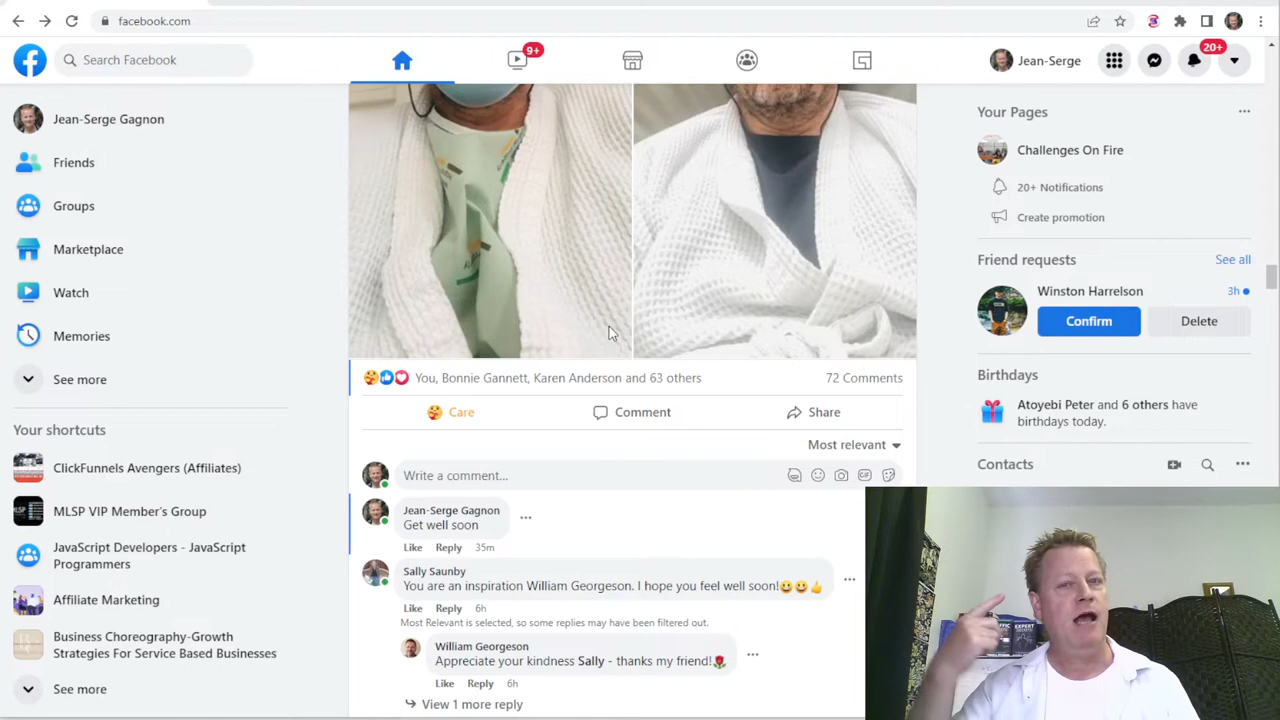 facebook.com
Search Facebook
9+
Jean-Serge
20+
Jean-Serge Gagnon
Friends
Groups
Marketplace
Watch
Memories
See more
Your shortcuts
ClickFunnels Avengers (Affiliates)
MLSP VIP Member's Group
JavaScript Developers - JavaScript
Programmers
Affiliate Marketing
Business Choreography-Growth
Strategies For Service Based Businesses
See more
You, Bonnie Gannett, Karen Anderson and 63 others
72 Comments
Care
Comment
Share
Most relevant
Write a comment...
Jean-Serge Gagnon
Get well soon
Like Reply 35m
Sally Saunby
You are an inspiration William Georgeson. I hope you feel well soon!😃😃👍
Like Reply 6h
Most Relevant is selected, so some replies may have been filtered out.
William Georgeson
Appreciate your kindness Sally - thanks my friend!🌹
Like Reply 6h
View 1 more reply
Your Pages
Challenges On Fire
20+ Notifications
Create promotion
Friend requests
See all
Winston Harrelson
3h
Confirm
Delete
Birthdays
Atoyebi Peter and 6 others have
birthdays today.
Contacts
EXPERT